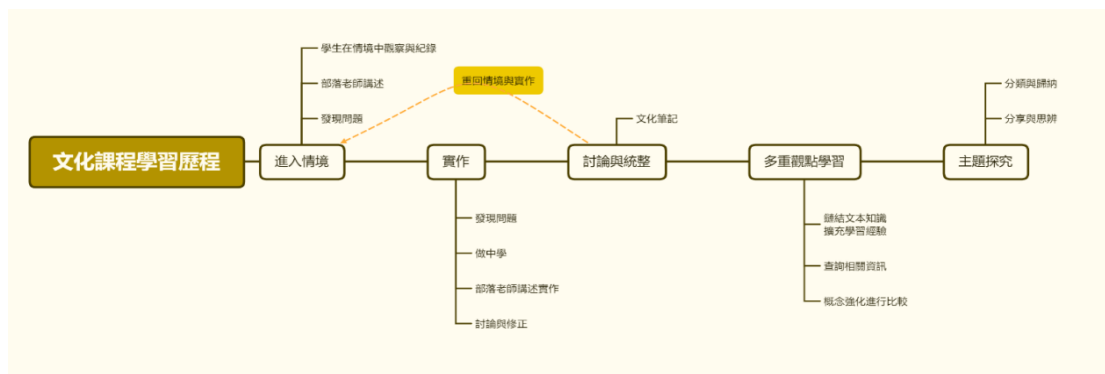 文化課程學習歷程
進入情境
學生在情境中觀察與紀錄
部落老師講述
發現問題
重回情境與實作
實作
發現問題
做中學
部落老師講述實作
討論與修正
討論與統整
文化筆記
多重觀點學習
鏈結文本知識
擴充學習經驗
查詢相關資訊
概念強化進行比較
主題探究
分類與歸納
分享與思辨